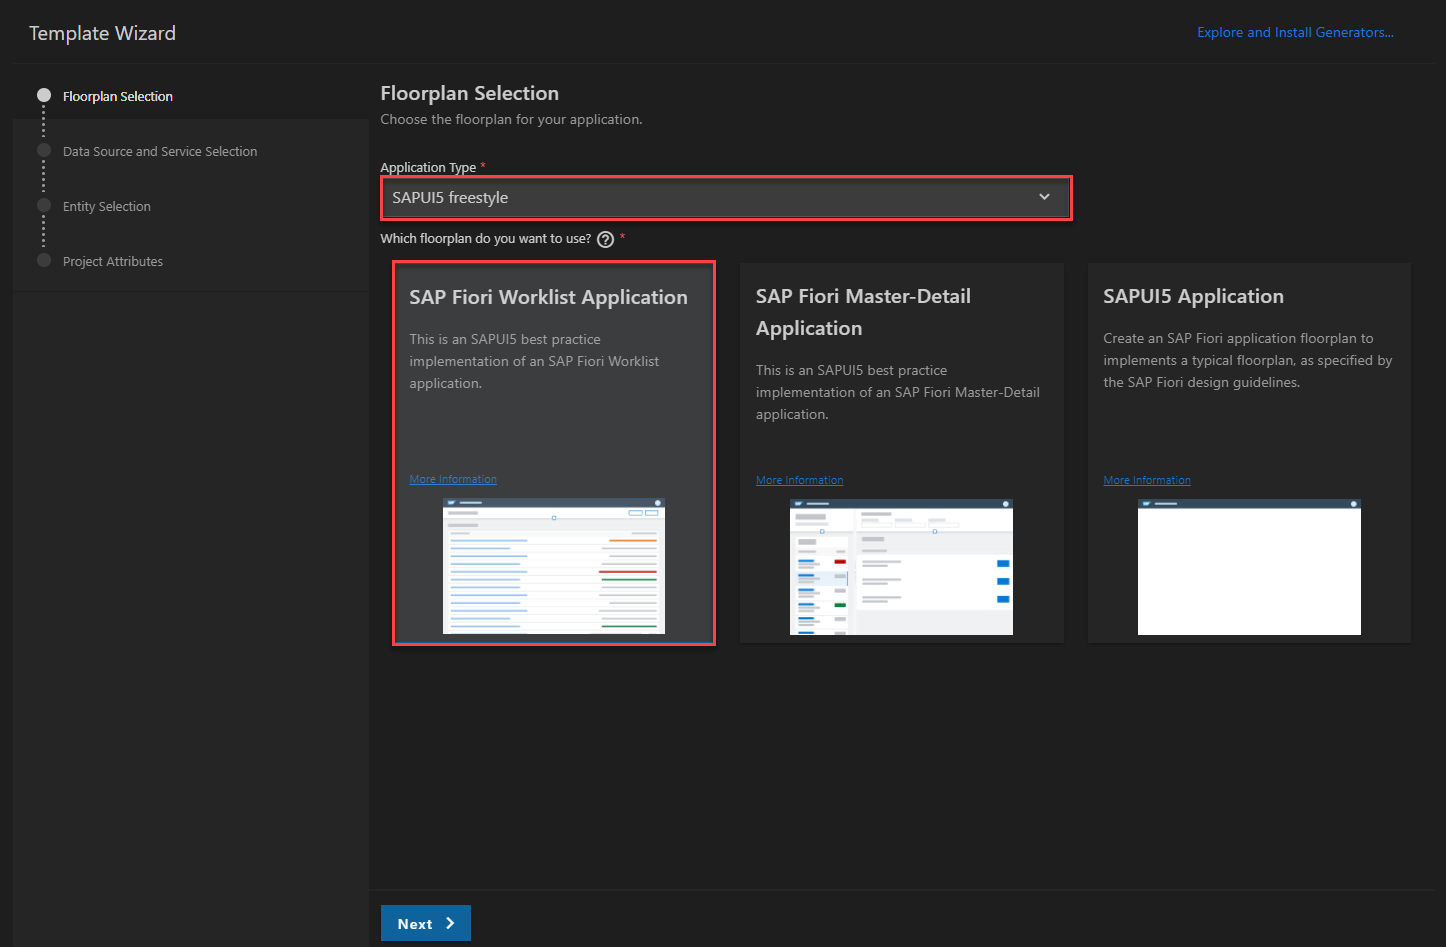 Template Wizard
Explore and Install Generators...
Floorplan Selection
Data Source and Service Selection
Entity Selection
Project Attributes
Floorplan Selection
Choose the floorplan for your application.
Application Type *
SAPUI5 freestyle
Which floorplan do you want to use? ? *
SAP Fiori Worklist Application
This is an SAPUI5 best practice
implementation of an SAP Fiori Worklist
application.
More Information
SAP Fiori Master-Detail
Application
This is an SAPUI5 best practice
implementation of an SAP Fiori Master-Detail
application.
More Information
SAPUI5 Application
Create an SAP Fiori application floorplan to
implements a typical floorplan, as specified by
the SAP Fiori design guidelines.
More Information
Next